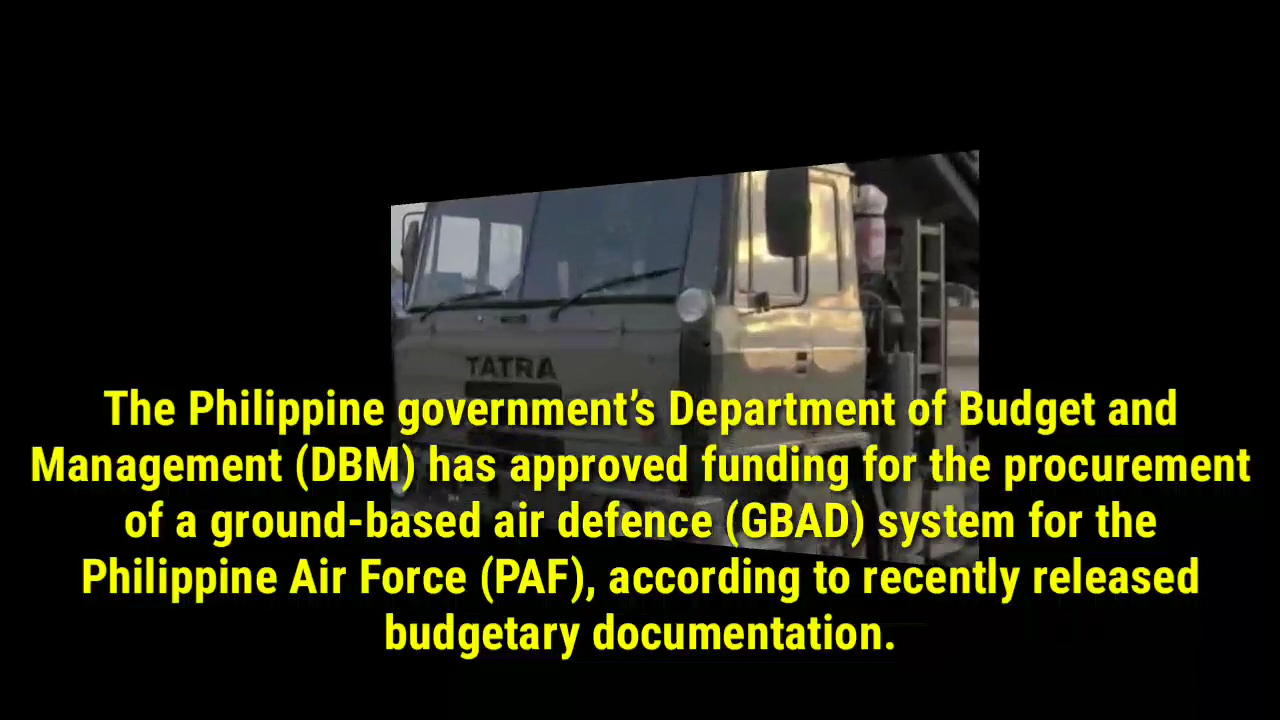 TATRA
The Philippine government’s Department of Budget and
Management (DBM) has approved funding for the procurement
of a ground-based air defence (GBAD) system for the
Philippine Air Force (PAF), according to recently released
budgetary documentation.